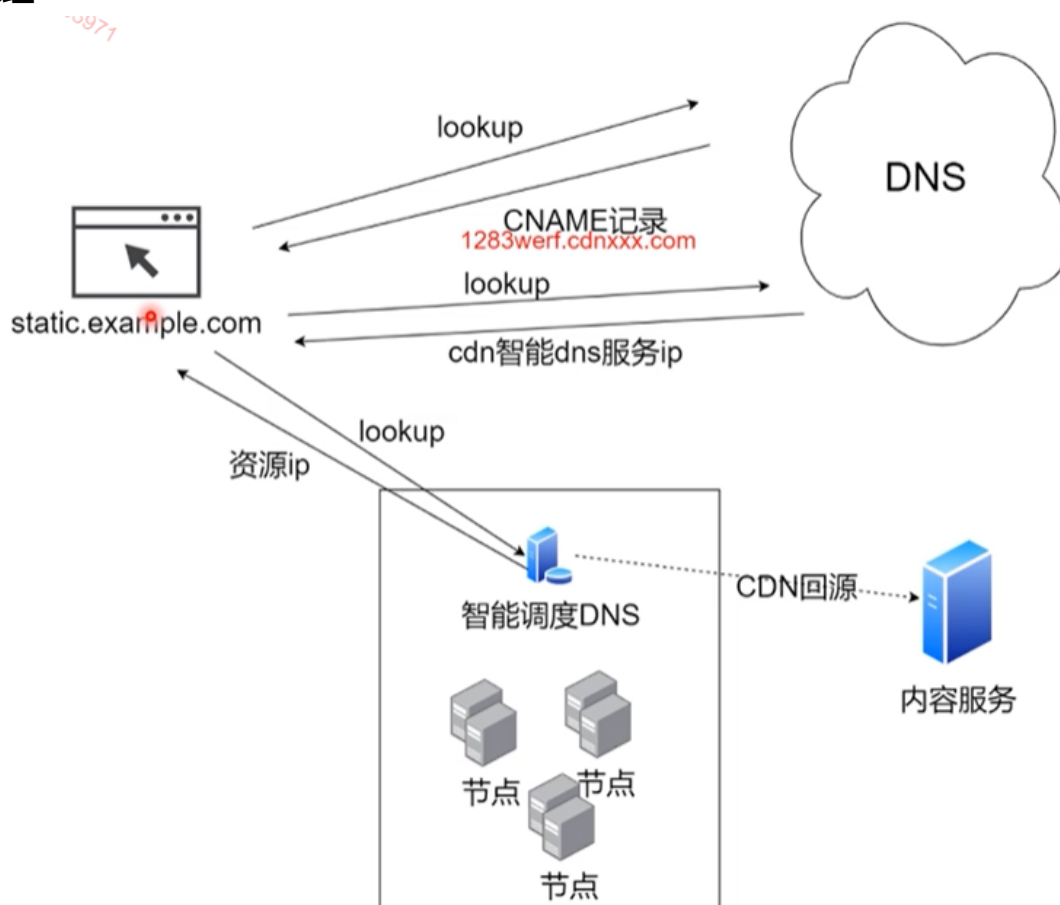 lookup
DNS
CNAME记录
1283werf.cdnxxx.com
lookup
static.example.com
cdn智能dns服务ip
lookup
资源ip
CDN回源
智能调度DNS
内容服务
节点
节点
节点